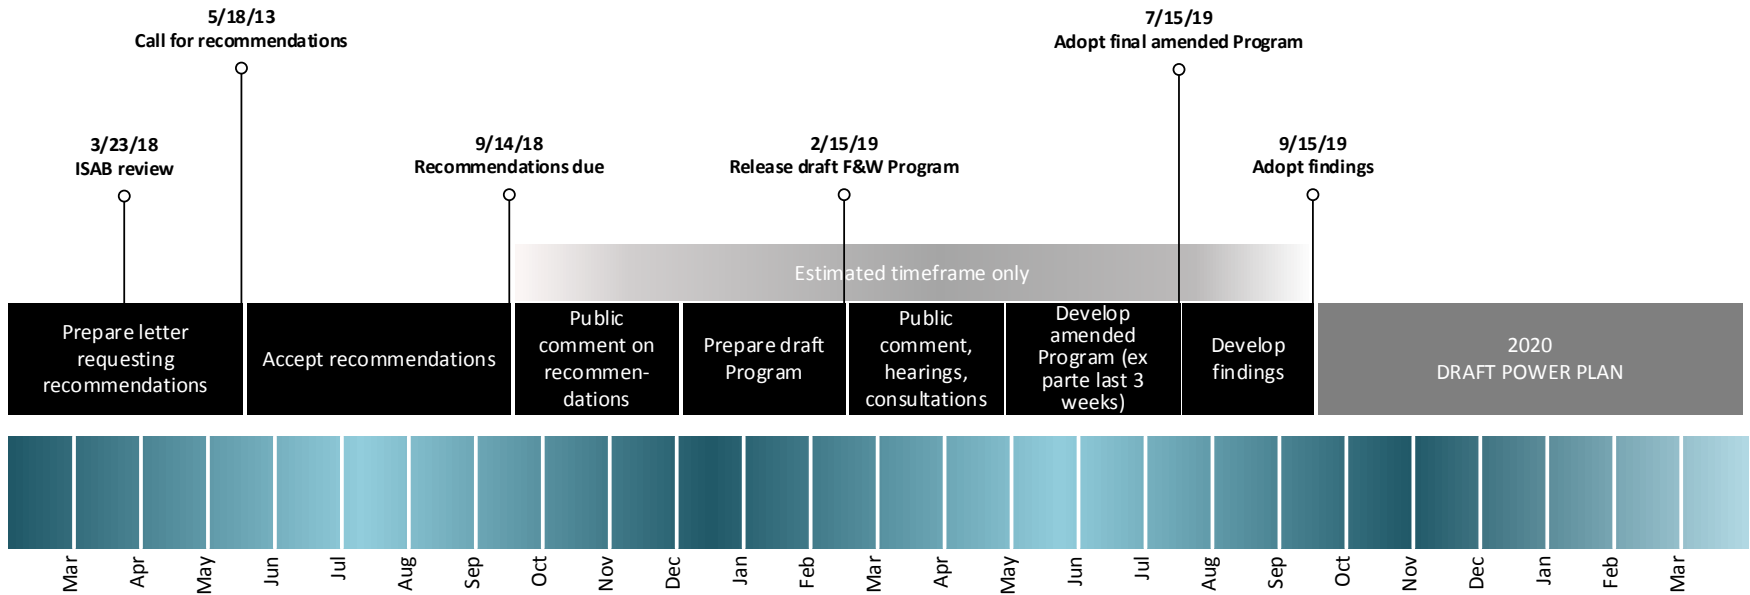 5/18/13
Call for recommendations
7/15/19
Adopt final amended Program
3/23/18
ISAB review
9/14/18
Recommendations due
2/15/19
Release draft F&W Program
9/15/19
Adopt findings
Estimated timeframe only
Prepare letter
requesting
recommendations
Accept recommendations
Public
comment on
recommen-
dations
Prepare draft
Program
Public
comment,
hearings,
consultations
Develop
amended
Program (ex
parte last 3
weeks)
Develop
findings
2020
DRAFT POWER PLAN
Mar
Apr
May
Jun
Jul
Aug
Sep
Oct
Nov
Dec
Jan
Feb
Mar
Apr
May
Jun
Jul
Aug
Sep
Oct
Nov
Dec
Jan
Feb
Mar